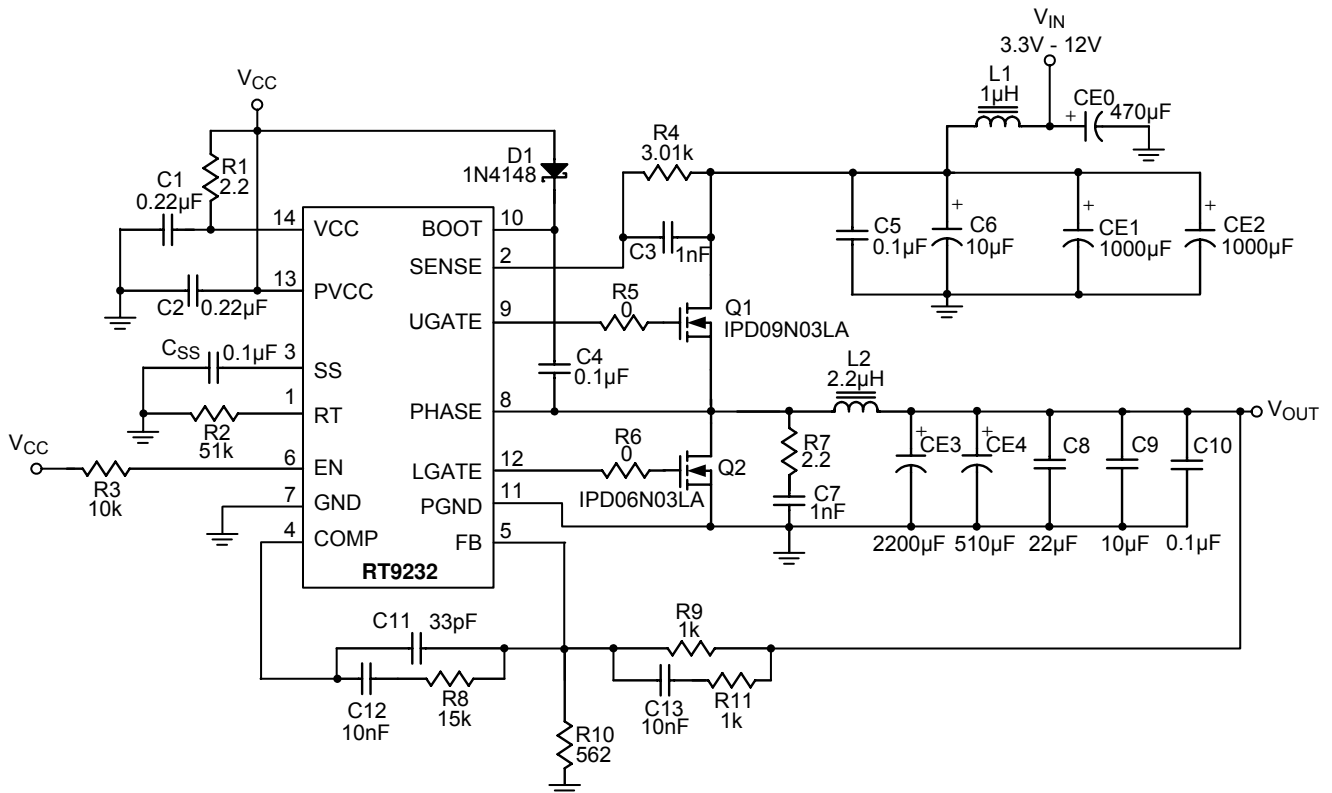 V_IN
3.3V - 12V
V_CC
L1
1µH
CE0
470µF
+
R4
3.01k
D1
1N4148
R1
2.2
C1
0.22µF
14
VCC
BOOT
10
C3
1nF
C5
0.1µF
+
C6
10µF
+
CE1
1000µF
+
CE2
1000µF
SENSE
2
13
PVCC
C2
0.22µF
UGATE
9
R5
0
Q1
IPD09N03LA
C_SS
0.1µF
3
SS
C4
0.1µF
L2
2.2µH
1
RT
PHASE
8
V_OUT
R2
51k
V_CC
R3
10k
6
EN
LGATE
12
R6
0
Q2
IPD06N03LA
R7
2.2
C7
1nF
+
CE3
2200µF
+
CE4
510µF
C8
22µF
C9
10µF
C10
0.1µF
7
GND
PGND
11
4
COMP
FB
5
RT9232
C11
33pF
C12
10nF
R8
15k
R9
1k
C13
10nF
R11
1k
R10
562